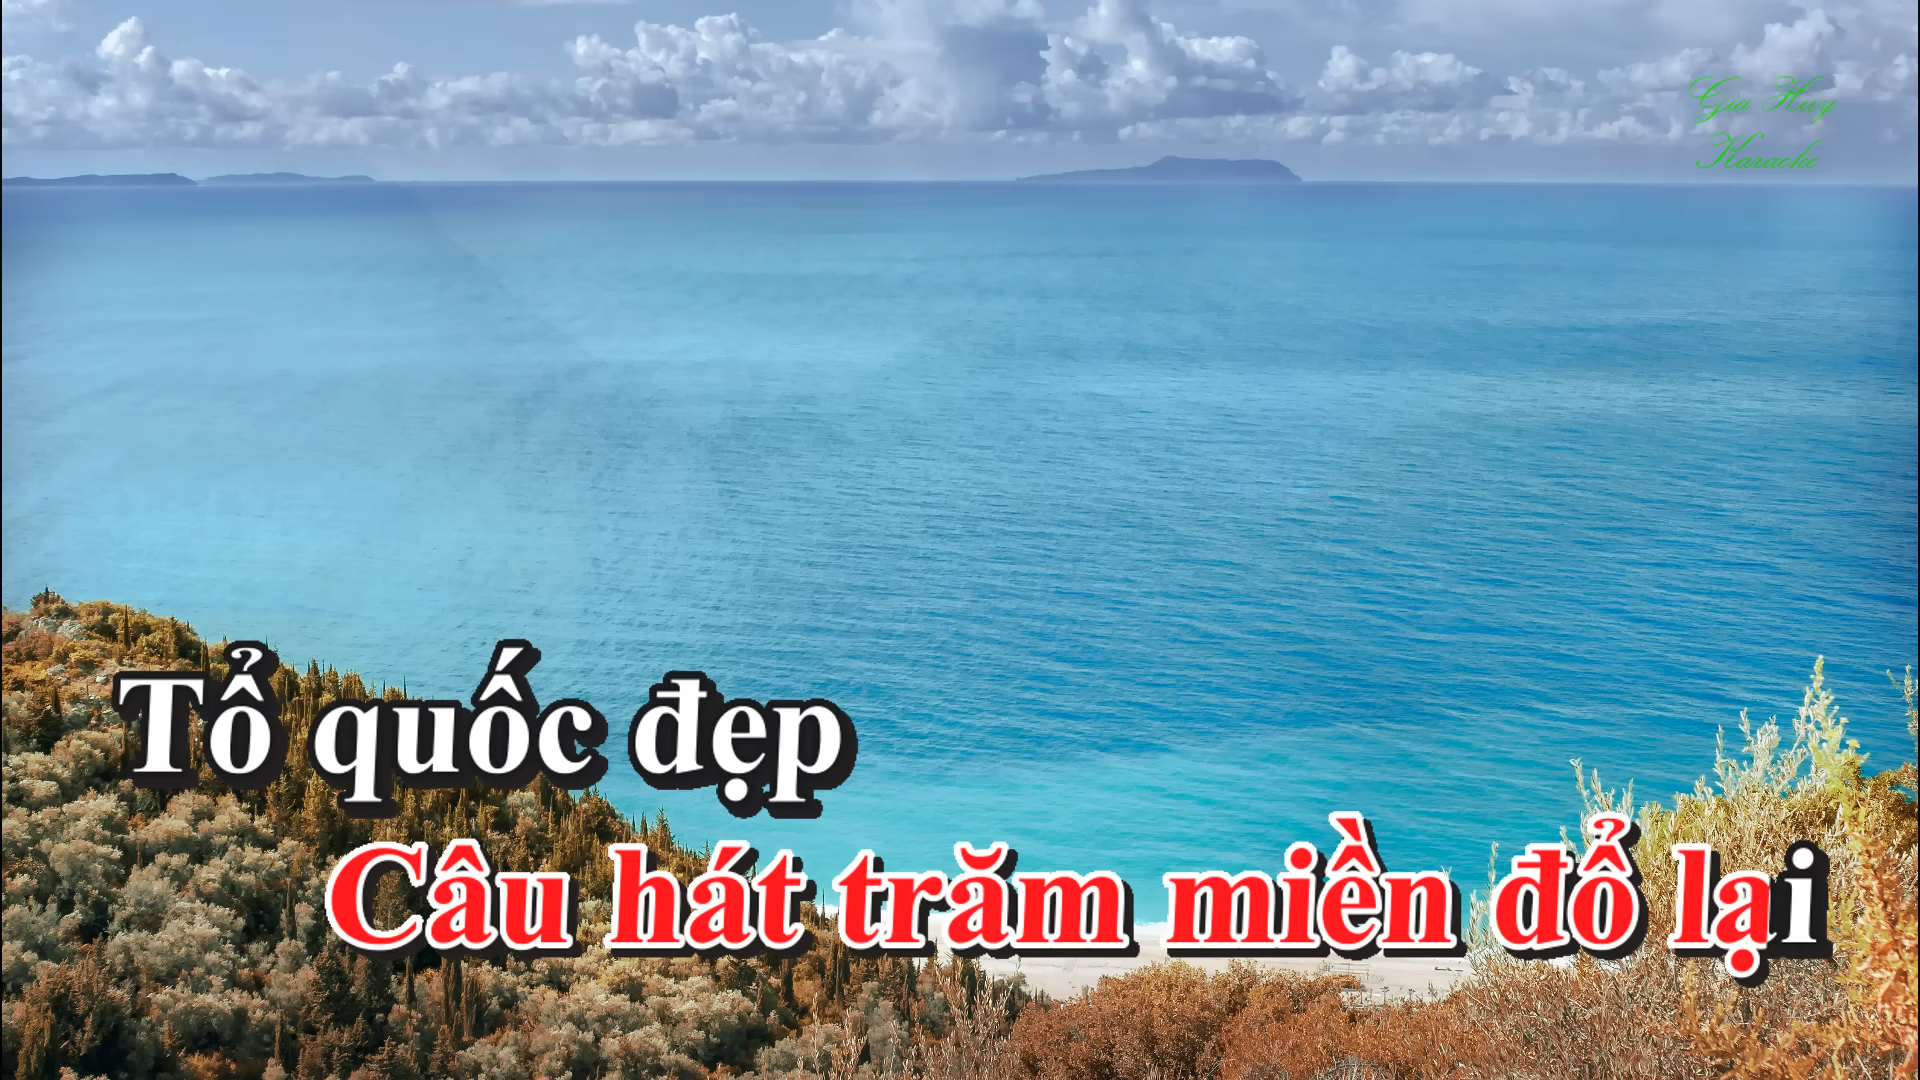 Gia Huy
Karaoke
Tổ quốc đẹp
Câu hát trăm miền đổ lại